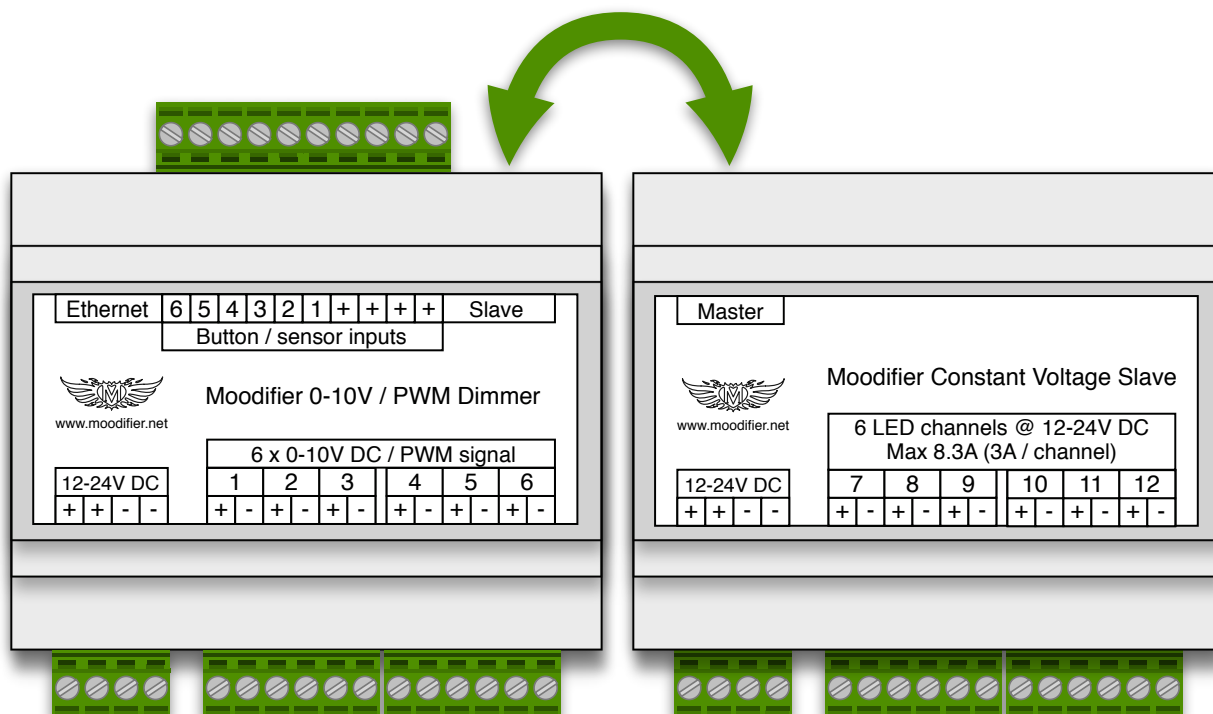 Ethernet 6 5 4 3 2 1 + + + + Slave
Button / sensor inputs
Moodifier 0-10V / PWM Dimmer
www.moodifier.net
6 x 0-10V DC / PWM signal
12-24V DC 1 2 3 4 5 6
+ + - - + - + - + - + - + - + -
Master
Moodifier Constant Voltage Slave
www.moodifier.net
6 LED channels @ 12-24V DC
Max 8.3A (3A / channel)
12-24V DC 7 8 9 10 11 12
+ + - - + - + - + - + - + - + -